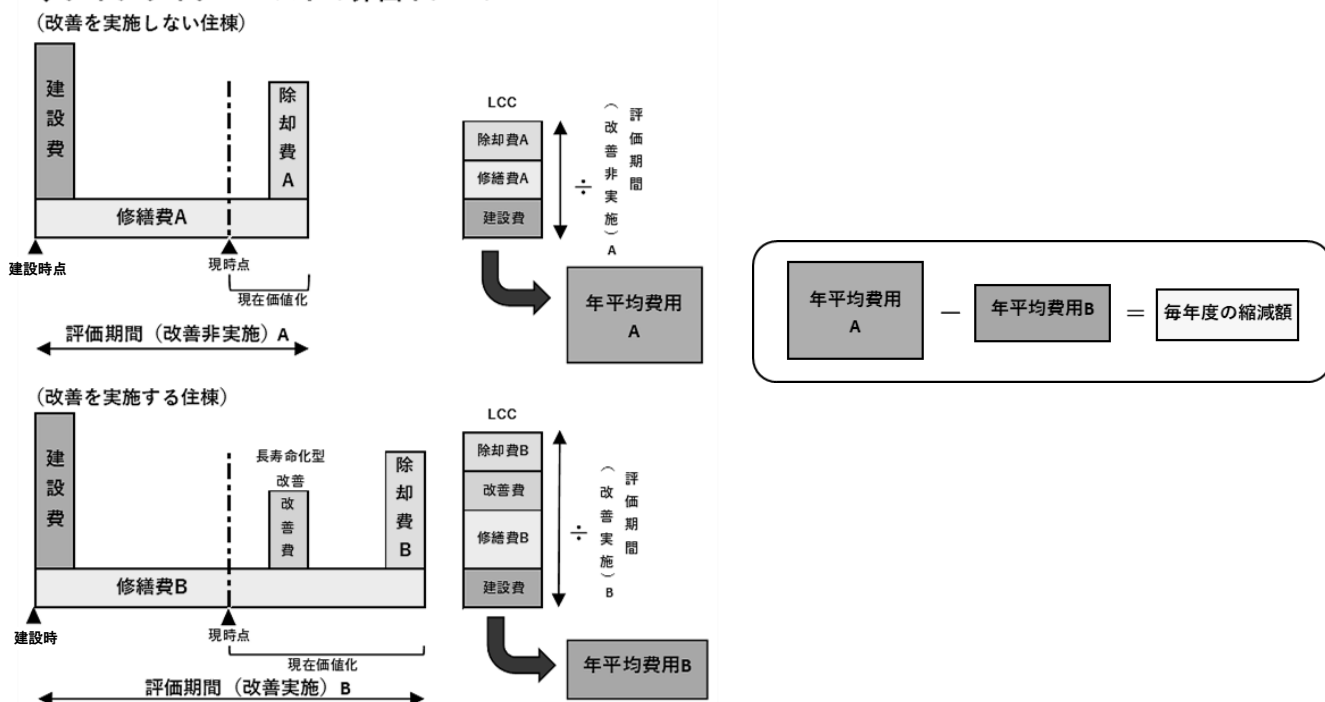 (改善を実施しない住棟)
建設費
除却費A
修繕費A
建設時点
現時点
現在価値化
評価期間（改善非実施）A
LCC
除却費A
修繕費A
建設費
÷
評価期間
（改善非実施）A
年平均費用
A
(改善を実施する住棟)
建設費
長寿命化型
改善
改善費
除却費B
修繕費B
建設時
現時点
現在価値化
評価期間（改善実施）B
LCC
除却費B
改善費
修繕費B
建設費
÷
評価期間
（改善実施）B
年平均費用B
年平均費用
A
－
年平均費用B
＝
毎年度の縮減額